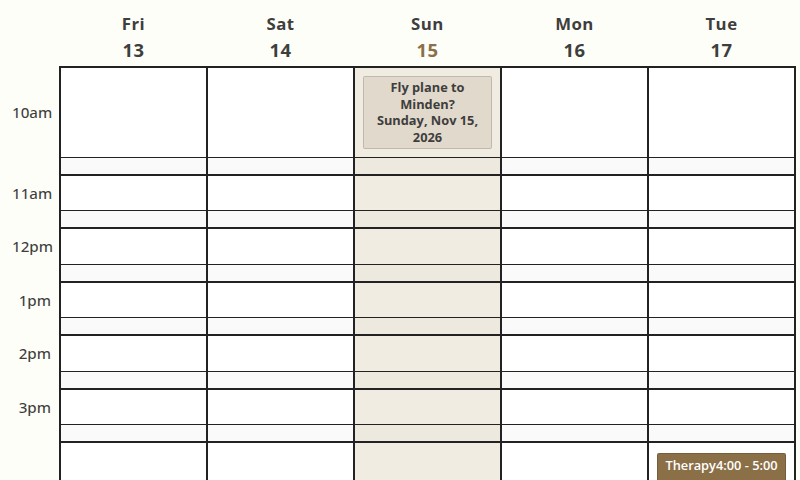 Fri Sat Sun Mon Tue
13 14 15 16 17
Fly plane to
Minden?
Sunday, Nov 15,
2026
10am
11am
12pm
1pm
2pm
3pm
Therapy4:00 - 5:00